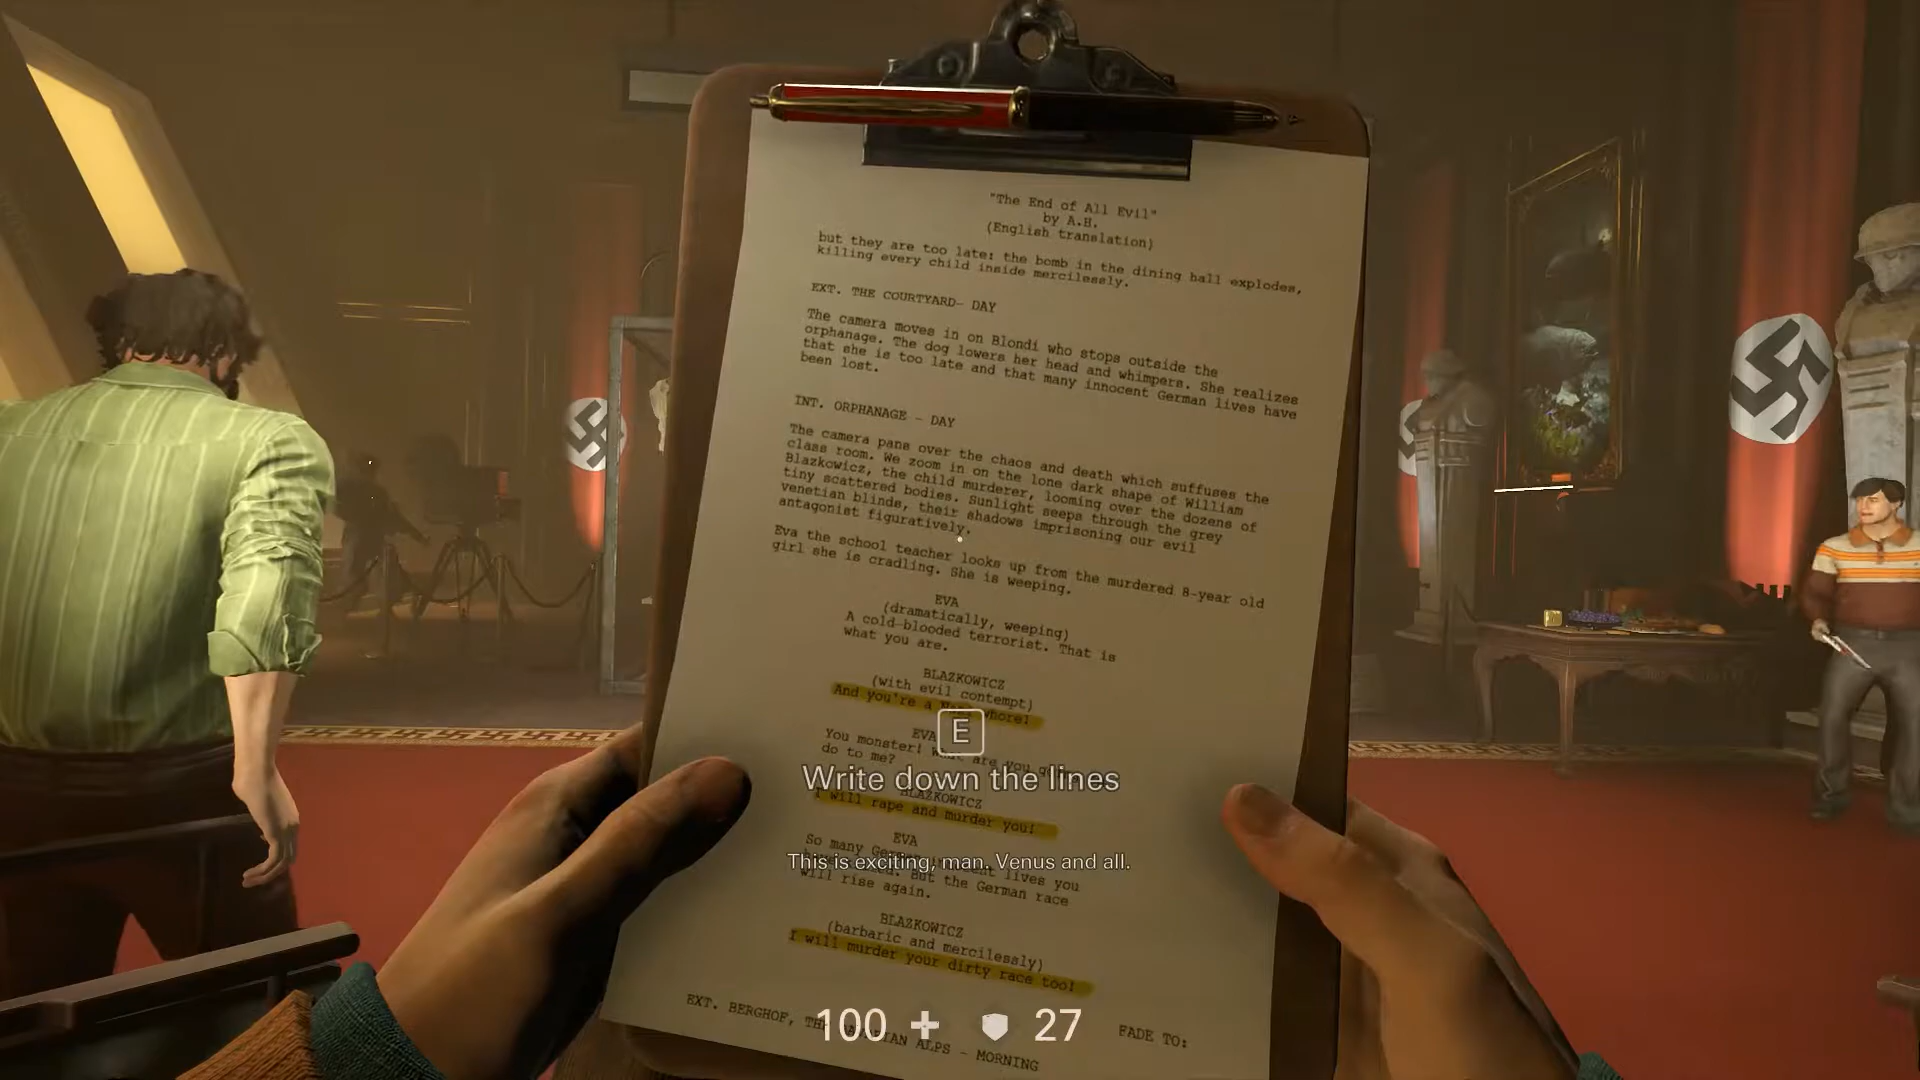 "The End of All Evil"
by A.H.
(English translation)
but they are too late: the bomb in the dining hall explodes,
killing every child inside mercilessly.
EXT. THE COURTYARD- DAY
The camera moves in on Blondi who stops outside the
orphanage. The dog lowers her head and whimpers. She realizes
that she is too late and that many innocent German lives have
been lost.
INT. ORPHANAGE - DAY
The camera pans over the chaos and death which suffuses the
class room. We zoom in on the lone dark shape of William
Blazkowicz, the child murderer, looming over the dozens of
tiny scattered bodies. Sunlight seeps through the grey
venetian blinds, their shadows imprisoning our evil
antagonist figuratively.
Eva the school teacher looks up from the murdered 8-year old
girl she is cradling. She is weeping.
EVA
(dramatically, weeping)
A cold-blooded terrorist. That is
what you are.
BLAZKOWICZ
(with evil contempt)
And you're a whore!
E
EVA
You monster! What are you
do to me?
Write down the lines
BLAZKOWICZ
I will rape and murder you!
EVA
So many lives you
This is exciting, man. Venus and all.
But the German race
will rise again.
BLAZKOWICZ
(barbaric and mercilessly)
I will murder your dirty race too!
FADE TO:
100 27
EXT. BERGHOF, ALPS - MORNING